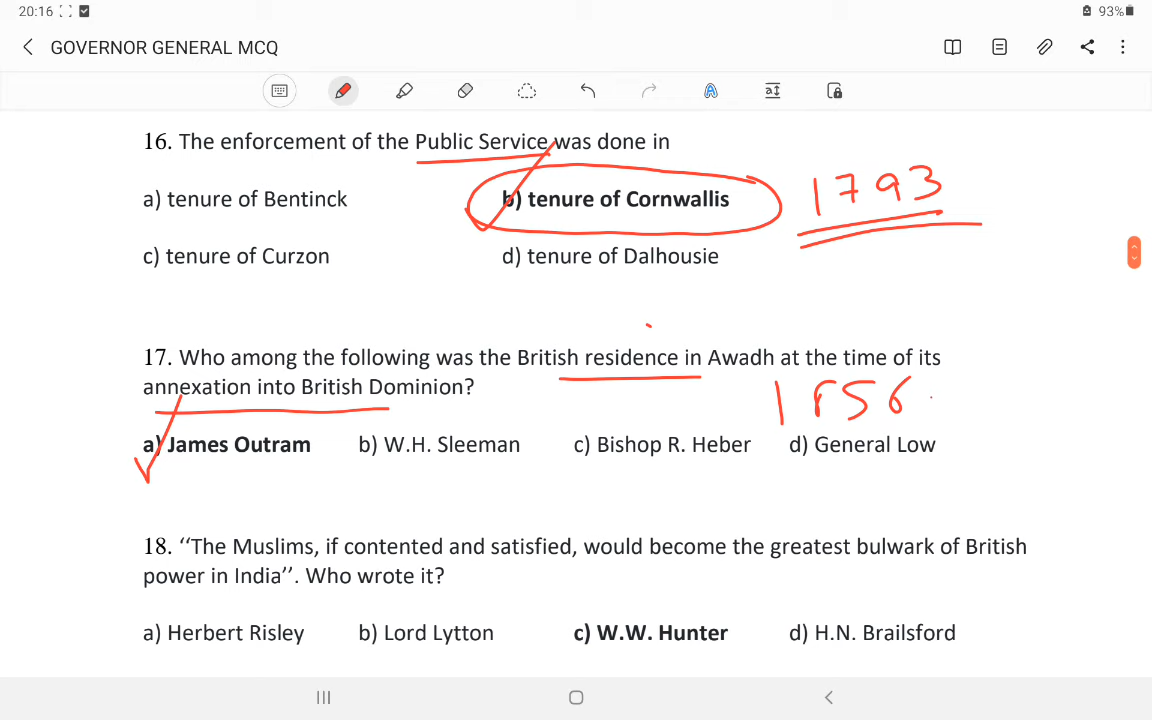 20:16 93%
GOVERNOR GENERAL MCQ
16. The enforcement of the Public Service was done in
a) tenure of Bentinck b) tenure of Cornwallis 1793
c) tenure of Curzon d) tenure of Dalhousie
17. Who among the following was the British residence in Awadh at the time of its
annexation into British Dominion?
1856
a) James Outram b) W.H. Sleeman c) Bishop R. Heber d) General Low
18. ‘‘The Muslims, if contented and satisfied, would become the greatest bulwark of British
power in India’’. Who wrote it?
a) Herbert Risley b) Lord Lytton c) W.W. Hunter d) H.N. Brailsford